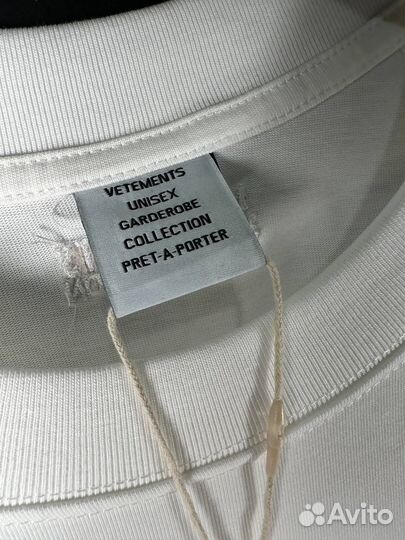 VETEMENTS
UNISEX
GARDEROBE
COLLECTION
PRET-A-PORTER
Avito